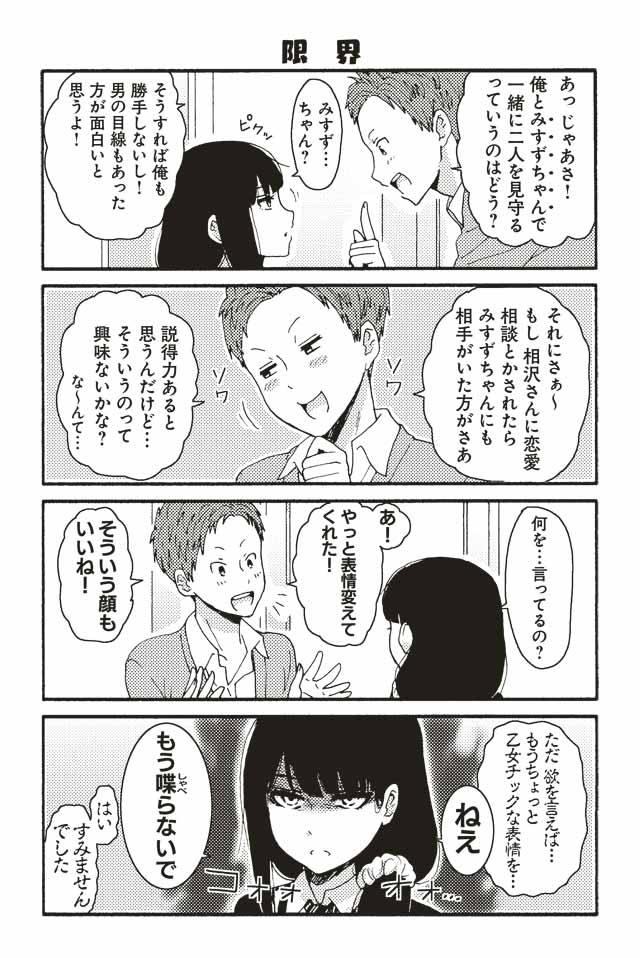 限界
あっ じゃあさ!
俺とみすずちゃんで
一緒に二人を見守る
っていうのはどう?
みすず…
ちゃん?
ピクッ
そうすれば俺も
勝手しないし!
男の目線もあった
方が面白いと
思うよ!
それにさぁ～
もし 相沢さんに恋愛
相談とかされたら
みすずちゃんにも
相手がいた方がさあ
ソワ
ソワ
説得力あると
思うんだけど…
そういうのって
興味ないかな?
な～んて…
何を…言ってるの?
あ!
やっと表情変えて
くれた!
そういう顔も
いいね!
ただ 欲を言えば…
もうちょっと
乙女チックな表情を…
ねえ
もう喋らないで
しゃべ
コォォ
ォォ…
はい
すみません
でした